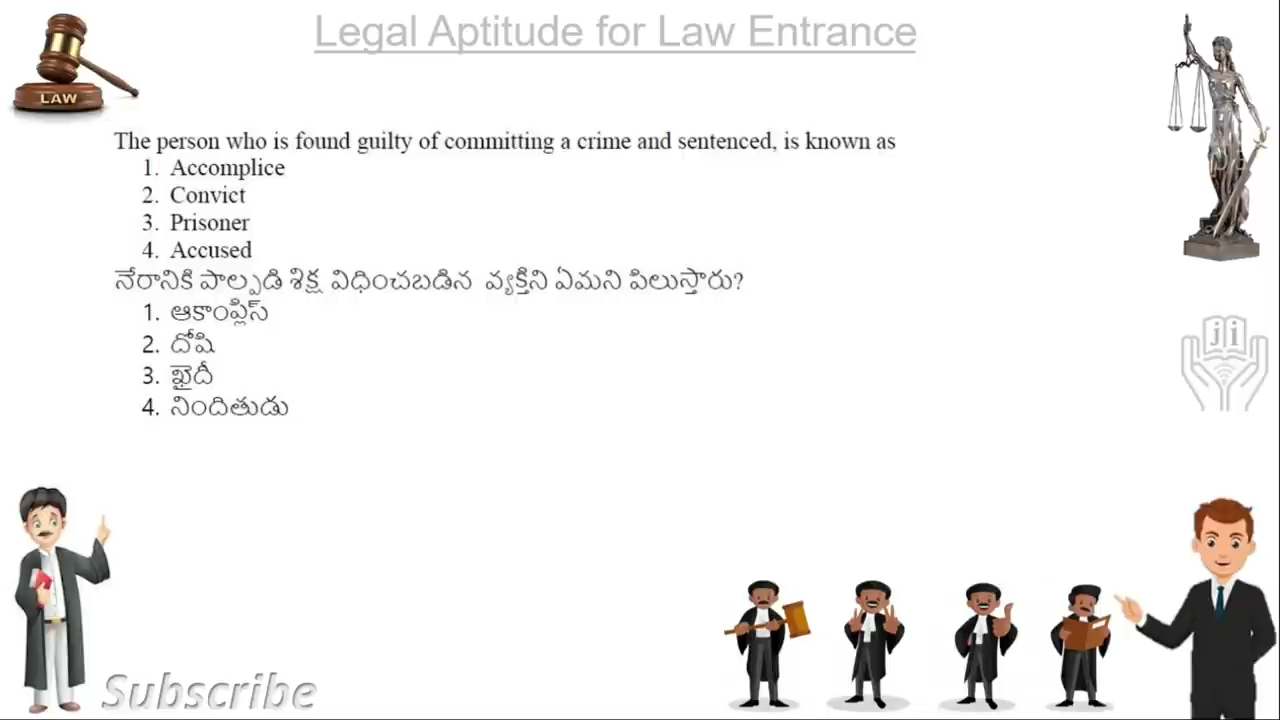 Legal Aptitude for Law Entrance
LAW
The person who is found guilty of committing a crime and sentenced, is known as
1. Accomplice
2. Convict
3. Prisoner
4. Accused
నేరానికి పాల్పడి శిక్ష విధించబడిన వ్యక్తిని ఏమని పిలుస్తారు?
1. ఆకాంప్లిస్
2. దోషి
3. ఖైదీ
4. నిందితుడు
ji
Subscribe